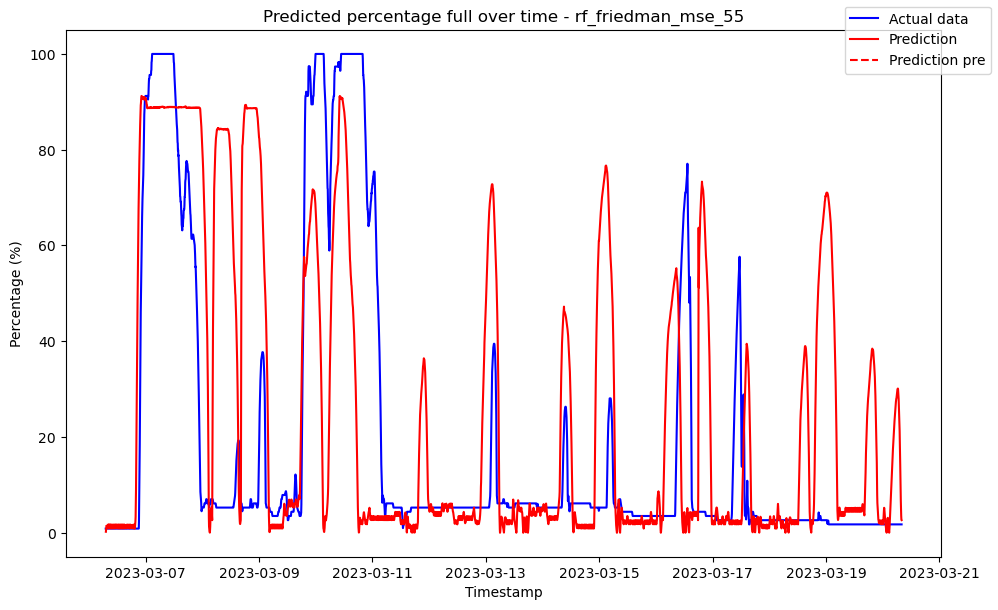 Predicted percentage full over time - rf_friedman_mse_55
Actual data
Prediction
Prediction pre
100
80
60
40
20
0
Percentage (%)
2023-03-07 2023-03-09 2023-03-11 2023-03-13 2023-03-15 2023-03-17 2023-03-19 2023-03-21
Timestamp